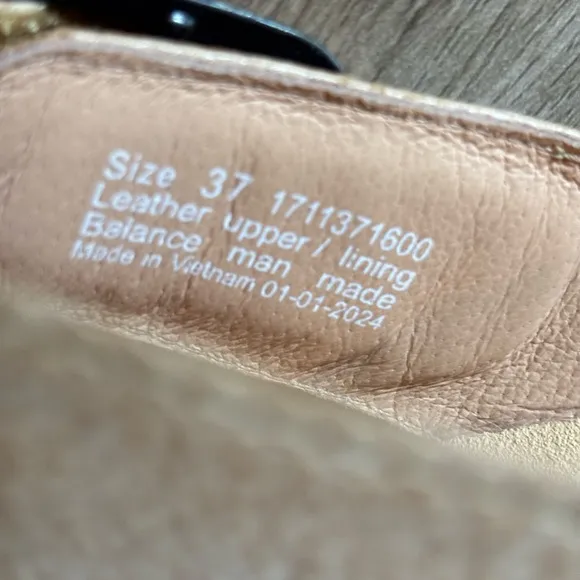 Size 37 1711371600
Leather upper / lining
Balance man made
Made in Vietnam 01-01-2024